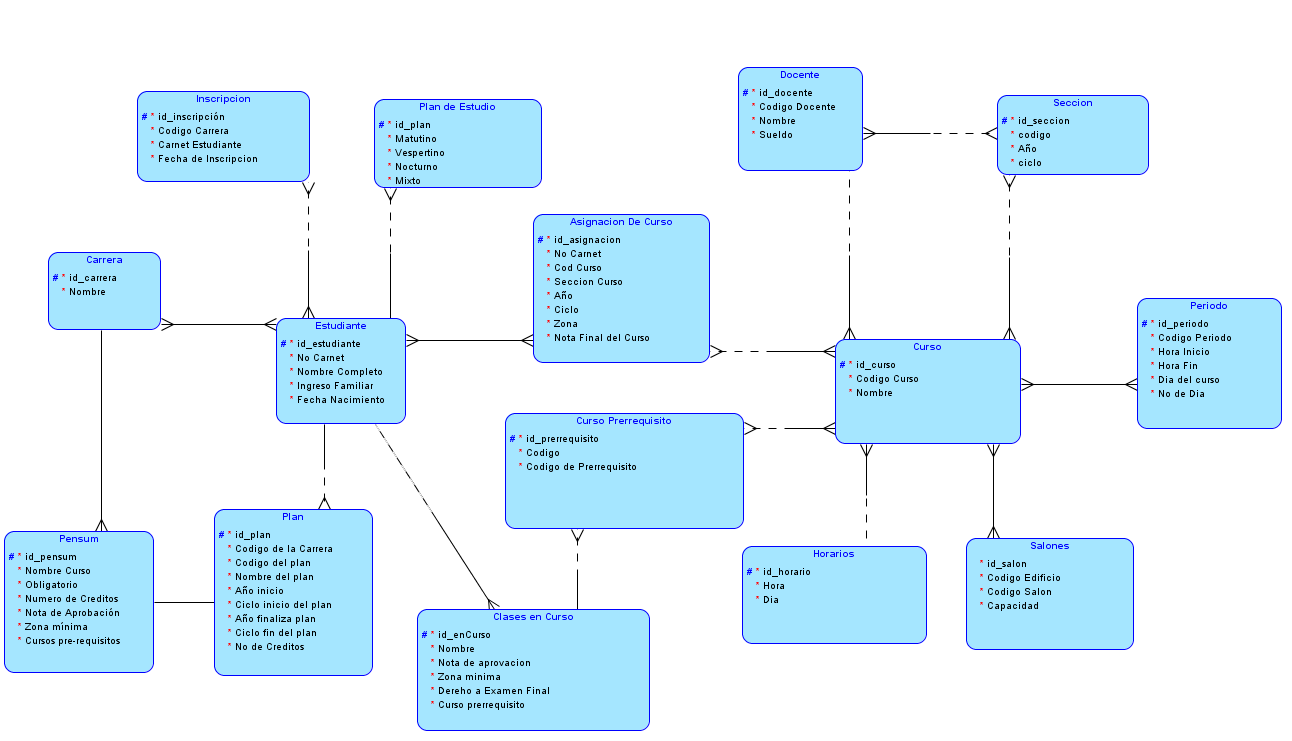 Inscripcion
# * id_inscripción
* Codigo Carrera
* Carnet Estudiante
* Fecha de Inscripcion
Plan de Estudio
# * id_plan
* Matutino
* Vespertino
* Nocturno
* Mixto
Docente
# * id_docente
* Codigo Docente
* Nombre
* Sueldo
Seccion
# * id_seccion
* codigo
* Año
* ciclo
Asignacion De Curso
# * id_asignacion
* No Carnet
* Cod Curso
* Seccion Curso
* Año
* Ciclo
* Zona
* Nota Final del Curso
Carrera
# * id_carrera
* Nombre
Estudiante
# * id_estudiante
* No Carnet
* Nombre Completo
* Ingreso Familiar
* Fecha Nacimiento
Curso
# * id_curso
* Codigo Curso
* Nombre
Periodo
# * id_periodo
* Codigo Periodo
* Hora Inicio
* Hora Fin
* Dia del curso
* No de Dia
Curso Prerrequisito
# * id_prerrequisito
* Codigo
* Codigo de Prerrequisito
Pensum
# * id_pensum
* Nombre Curso
* Obligatorio
* Numero de Creditos
* Nota de Aprobación
* Zona mínima
* Cursos pre-requisitos
Plan
# * id_plan
* Codigo de la Carrera
* Codigo del plan
* Nombre del plan
* Año inicio
* Ciclo inicio del plan
* Año finaliza plan
* Ciclo fin del plan
* No de Creditos
Clases en Curso
# * id_enCurso
* Nombre
* Nota de aprovacion
* Zona minima
* Dereho a Examen Final
* Curso prerrequisito
Horarios
# * id_horario
* Hora
* Dia
Salones
* id_salon
* Codigo Edificio
* Codigo Salon
* Capacidad